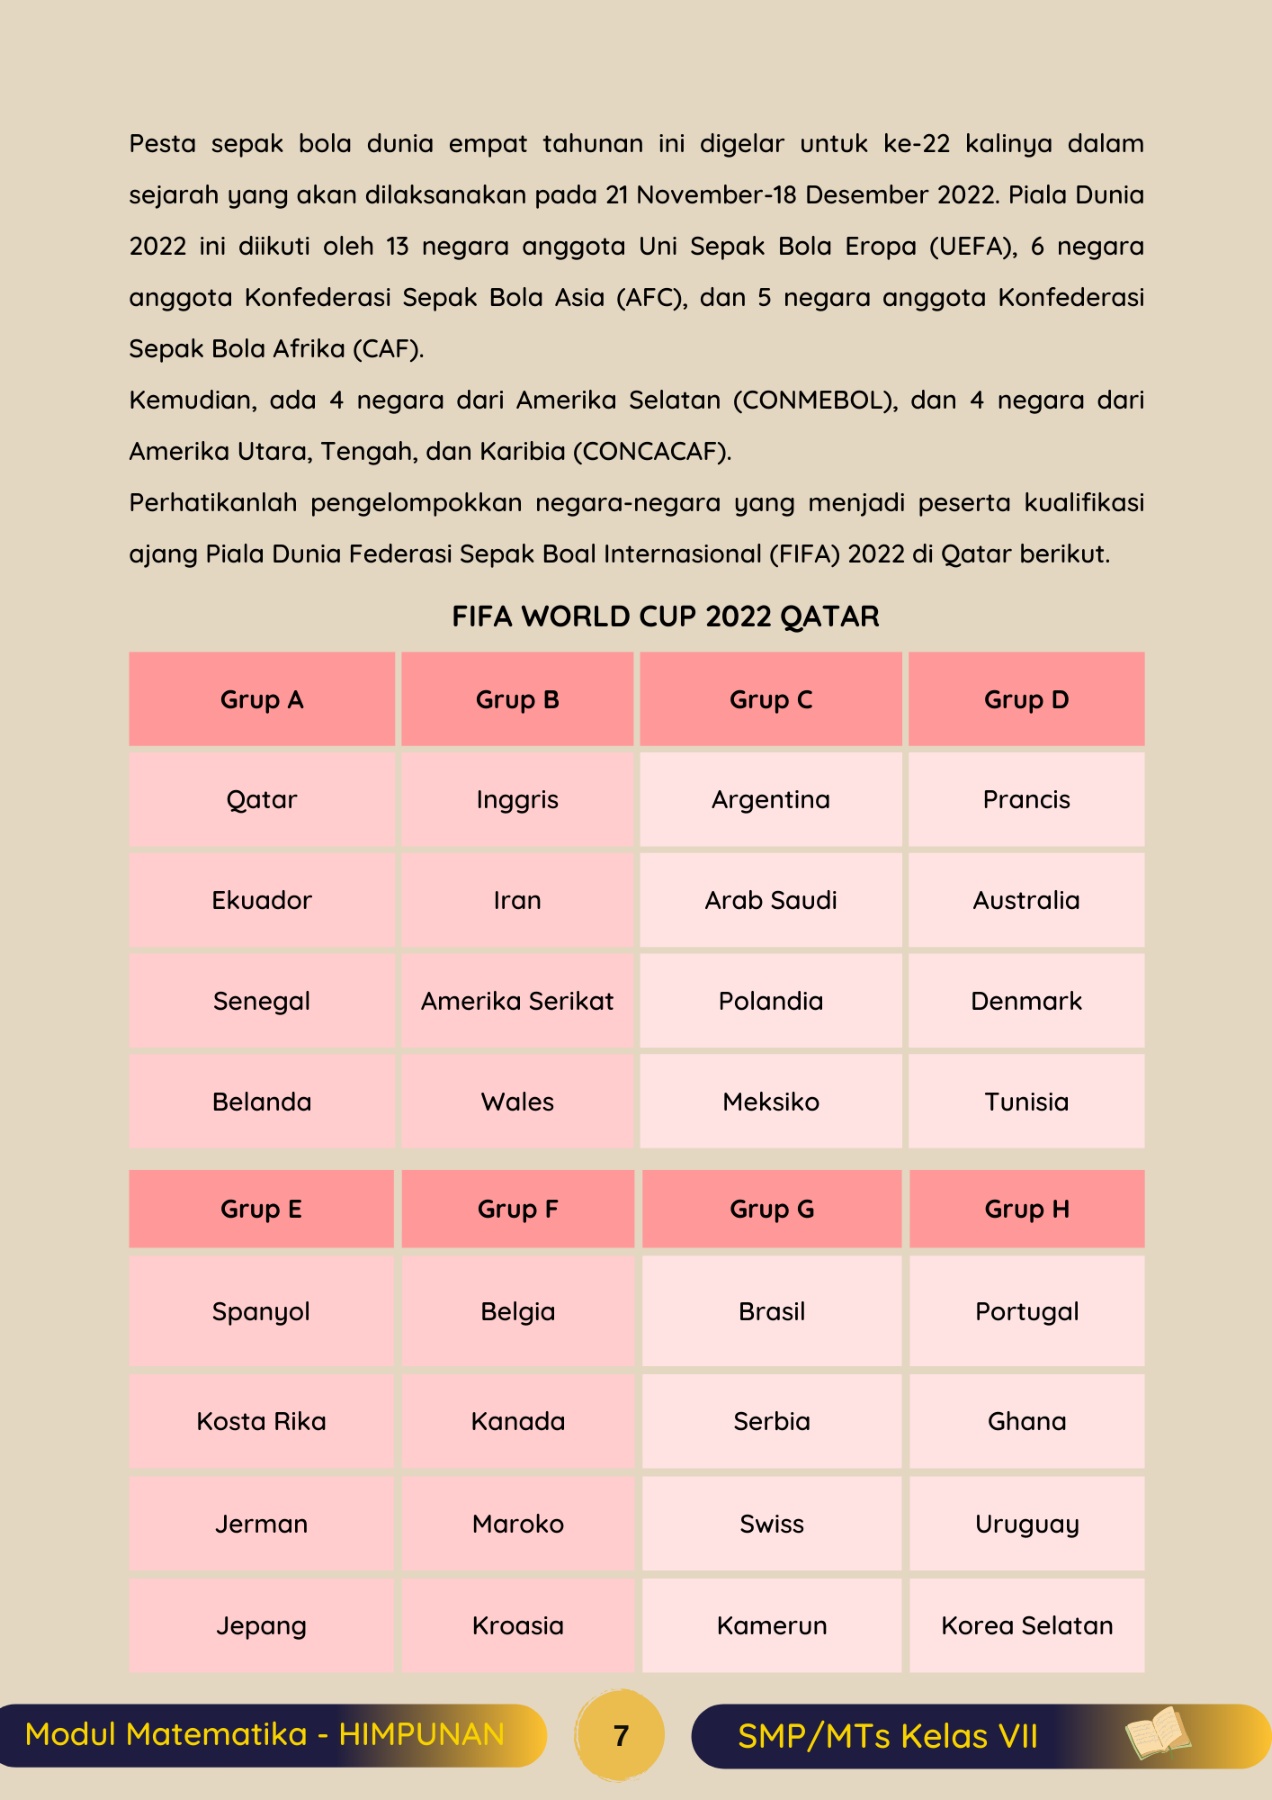 Pesta sepak bola dunia empat tahunan ini digelar untuk ke-22 kalinya dalam
sejarah yang akan dilaksanakan pada 21 November-18 Desember 2022. Piala Dunia
2022 ini diikuti oleh 13 negara anggota Uni Sepak Bola Eropa (UEFA), 6 negara
anggota Konfederasi Sepak Bola Asia (AFC), dan 5 negara anggota Konfederasi
Sepak Bola Afrika (CAF).
Kemudian, ada 4 negara dari Amerika Selatan (CONMEBOL), dan 4 negara dari
Amerika Utara, Tengah, dan Karibia (CONCACAF).
Perhatikanlah pengelompokkan negara-negara yang menjadi peserta kualifikasi
ajang Piala Dunia Federasi Sepak Boal Internasional (FIFA) 2022 di Qatar berikut.
FIFA WORLD CUP 2022 QATAR
Grup A Grup B Grup C Grup D
Qatar Inggris Argentina Prancis
Ekuador Iran Arab Saudi Australia
Senegal Amerika Serikat Polandia Denmark
Belanda Wales Meksiko Tunisia
Grup E Grup F Grup G Grup H
Spanyol Belgia Brasil Portugal
Kosta Rika Kanada Serbia Ghana
Jerman Maroko Swiss Uruguay
Jepang Kroasia Kamerun Korea Selatan
Modul Matematika - HIMPUNAN 7 SMP/MTs Kelas VII